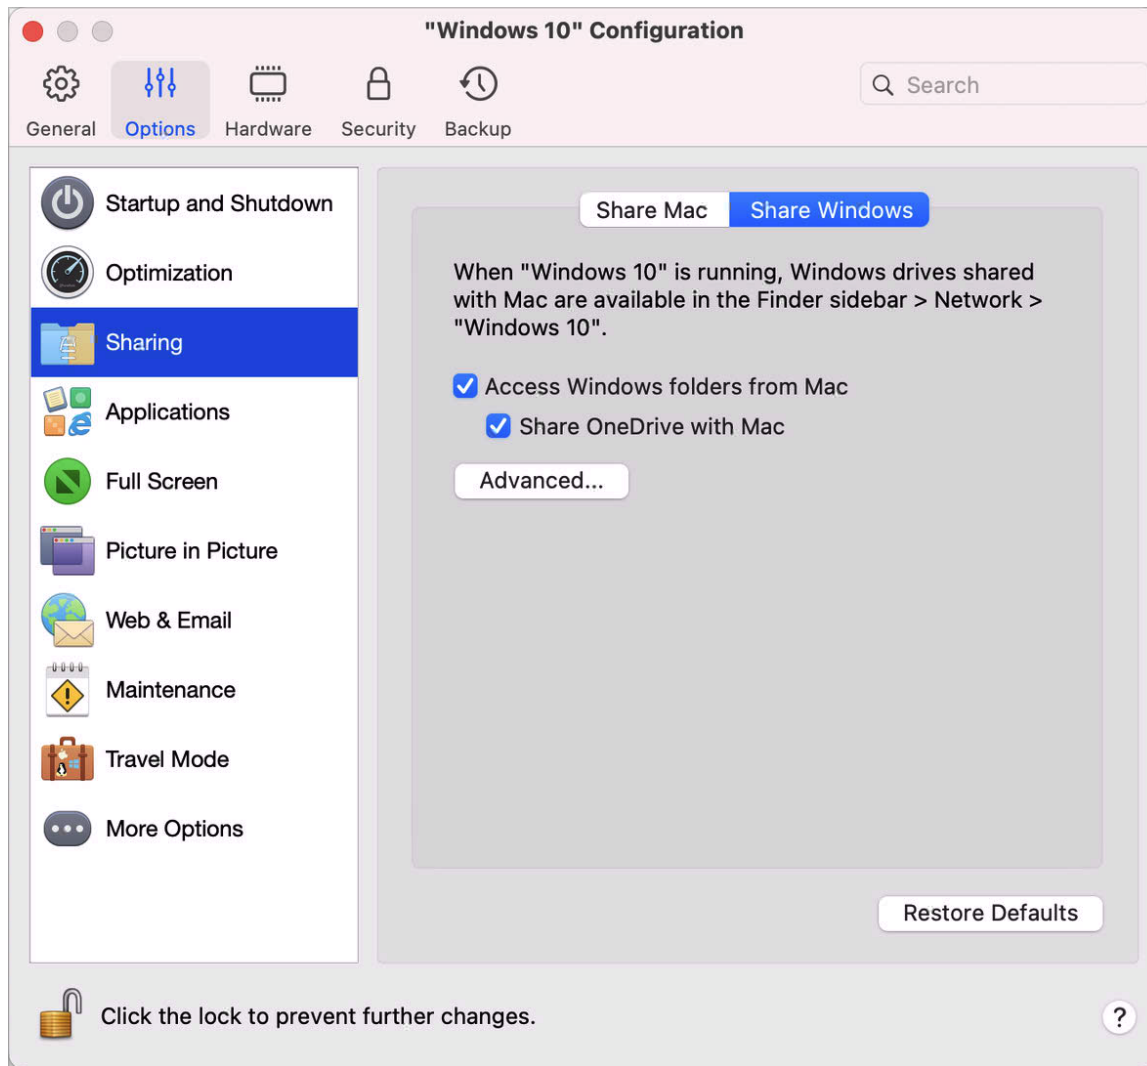 "Windows 10" Configuration
General
Options
Hardware
Security
Backup
Search
Startup and Shutdown
Optimization
Sharing
Applications
Full Screen
Picture in Picture
Web & Email
Maintenance
Travel Mode
More Options
Share Mac
Share Windows
When "Windows 10" is running, Windows drives shared
with Mac are available in the Finder sidebar > Network >
"Windows 10".
Access Windows folders from Mac
Share OneDrive with Mac
Advanced...
Restore Defaults
Click the lock to prevent further changes.
?